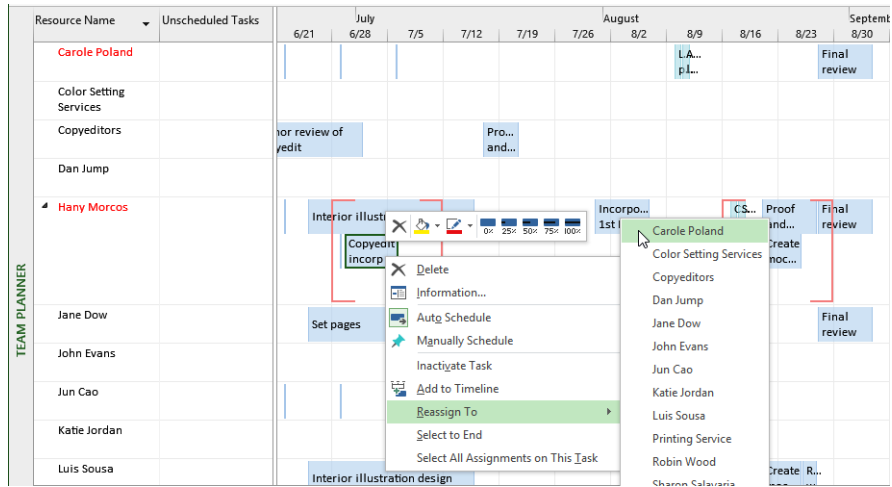 Resource Name
Unscheduled Tasks
July
August
Septemb
6/21
6/28
7/5
7/12
7/19
7/26
8/2
8/9
8/16
8/23
8/30
TEAM PLANNER
Carole Poland
L.A...
p.l...
Final
review
Color Setting
Services
Copyeditors
or review of
yedit
Pro...
and...
Dan Jump
Hany Morcos
Interior illustr
Incorpo...
1st
C S...
Proof
and...
Final
review
Copyedit
incorp
Create
moc...
0%
25%
50%
75%
100%
Delete
Information...
Auto Schedule
Manually Schedule
Inactivate Task
Add to Timeline
Reassign To
Select to End
Select All Assignments on This Task
Carole Poland
Color Setting Services
Copyeditors
Dan Jump
Jane Dow
John Evans
Jun Cao
Katie Jordan
Luis Sousa
Printing Service
Robin Wood
Sharon Salavaria
Jane Dow
Set pages
Final
review
John Evans
Jun Cao
Katie Jordan
Luis Sousa
Interior illustration design
Create
R...